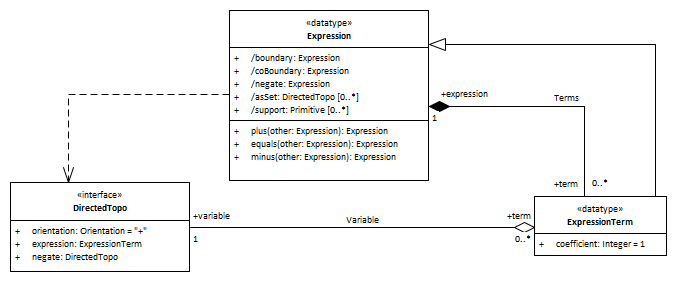 «datatype»
Expression
+ /boundary: Expression
+ /coBoundary: Expression
+ /negate: Expression
+ /asSet: DirectedTopo [0..*]
+ /support: Primitive [0..*]
+ plus(other: Expression): Expression
+ equals(other: Expression): Expression
+ minus(other: Expression): Expression
+expression
1
Terms
+term
0..*
«interface»
DirectedTopo
+ orientation: Orientation = "+"
+ expression: ExpressionTerm
+ negate: DirectedTopo
+variable
1
Variable
+term
0..*
«datatype»
ExpressionTerm
+ coefficient: Integer = 1